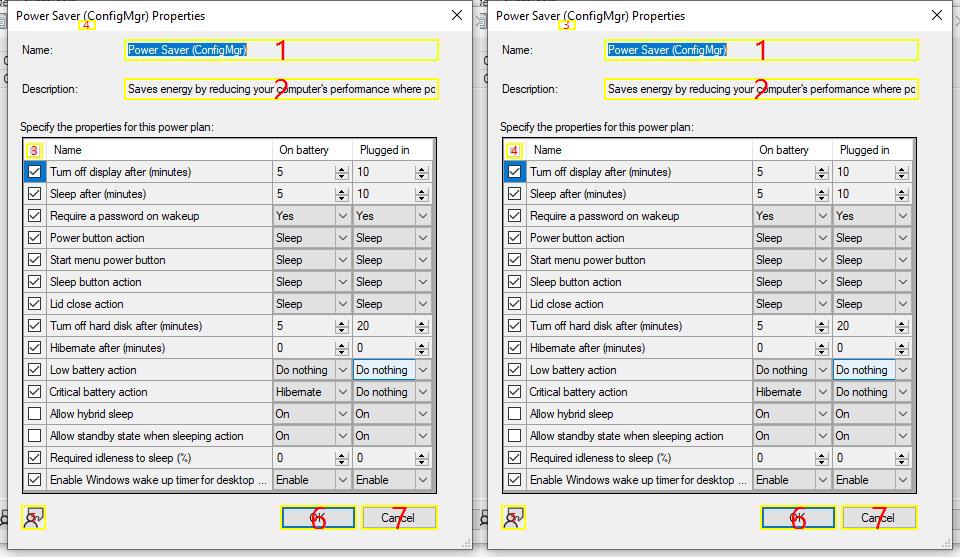 Power Saver (ConfigMgr) Properties
4
Name: Power Saver (ConfigMgr) 1
Description: Saves energy by reducing your computer's performance where pc 2
Specify the properties for this power plan:
3 Name On battery Plugged in
Turn off display after (minutes) 5 10
Sleep after (minutes) 5 10
Require a password on wakeup Yes Yes
Power button action Sleep Sleep
Start menu power button Sleep Sleep
Sleep button action Sleep Sleep
Lid close action Sleep Sleep
Turn off hard disk after (minutes) 5 20
Hibernate after (minutes) 0 0
Low battery action Do nothing Do nothing
Critical battery action Hibernate Do nothing
Allow hybrid sleep On On
Allow standby state when sleeping action On On
Required idleness to sleep (%) 0 0
Enable Windows wake up timer for desktop ... Enable Enable
5 OK 6 Cancel 7
Power Saver (ConfigMgr) Properties
3
Name: Power Saver (ConfigMgr) 1
Description: Saves energy by reducing your computer's performance where pc 2
Specify the properties for this power plan:
4 Name On battery Plugged in
Turn off display after (minutes) 5 10
Sleep after (minutes) 5 10
Require a password on wakeup Yes Yes
Power button action Sleep Sleep
Start menu power button Sleep Sleep
Sleep button action Sleep Sleep
Lid close action Sleep Sleep
Turn off hard disk after (minutes) 5 20
Hibernate after (minutes) 0 0
Low battery action Do nothing Do nothing
Critical battery action Hibernate Do nothing
Allow hybrid sleep On On
Allow standby state when sleeping action On On
Required idleness to sleep (%) 0 0
Enable Windows wake up timer for desktop ... Enable Enable
5 OK 6 Cancel 7